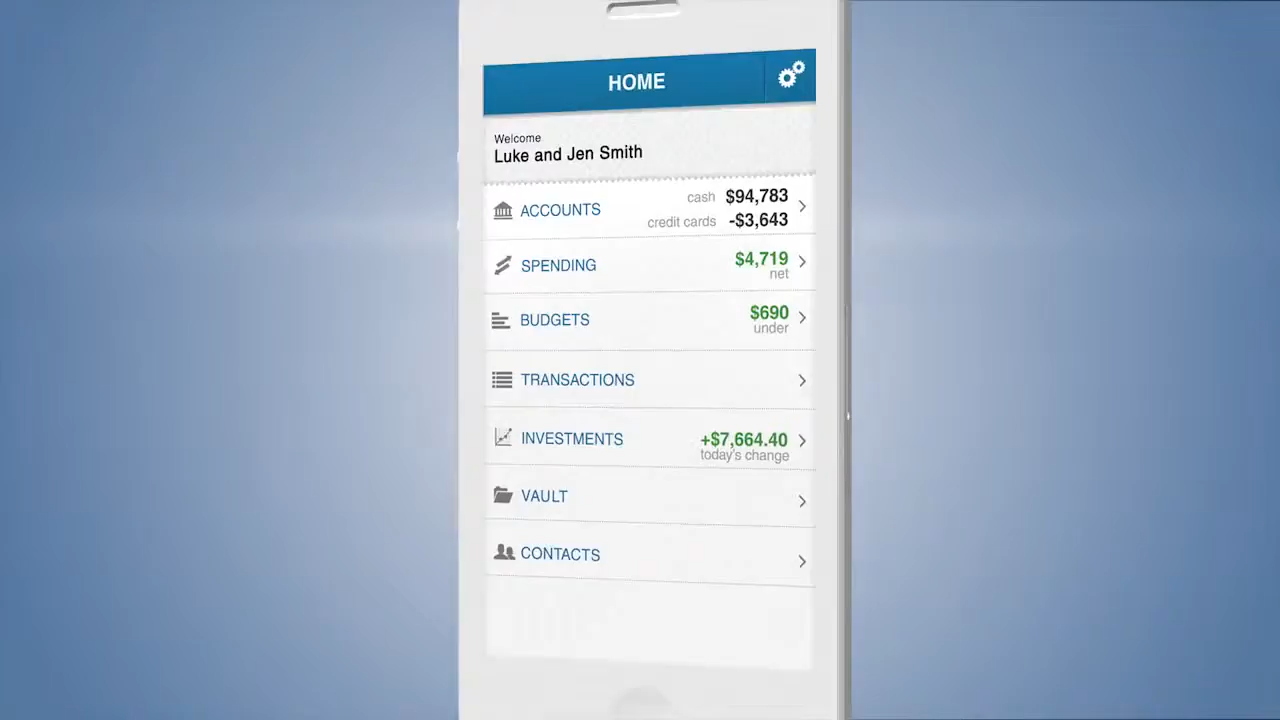 HOME
Welcome
Luke and Jen Smith
ACCOUNTS
cash $94,783
credit cards -$3,643
SPENDING
$4,719
net
BUDGETS
$690
under
TRANSACTIONS
INVESTMENTS
+$7,664.40
today's change
VAULT
CONTACTS